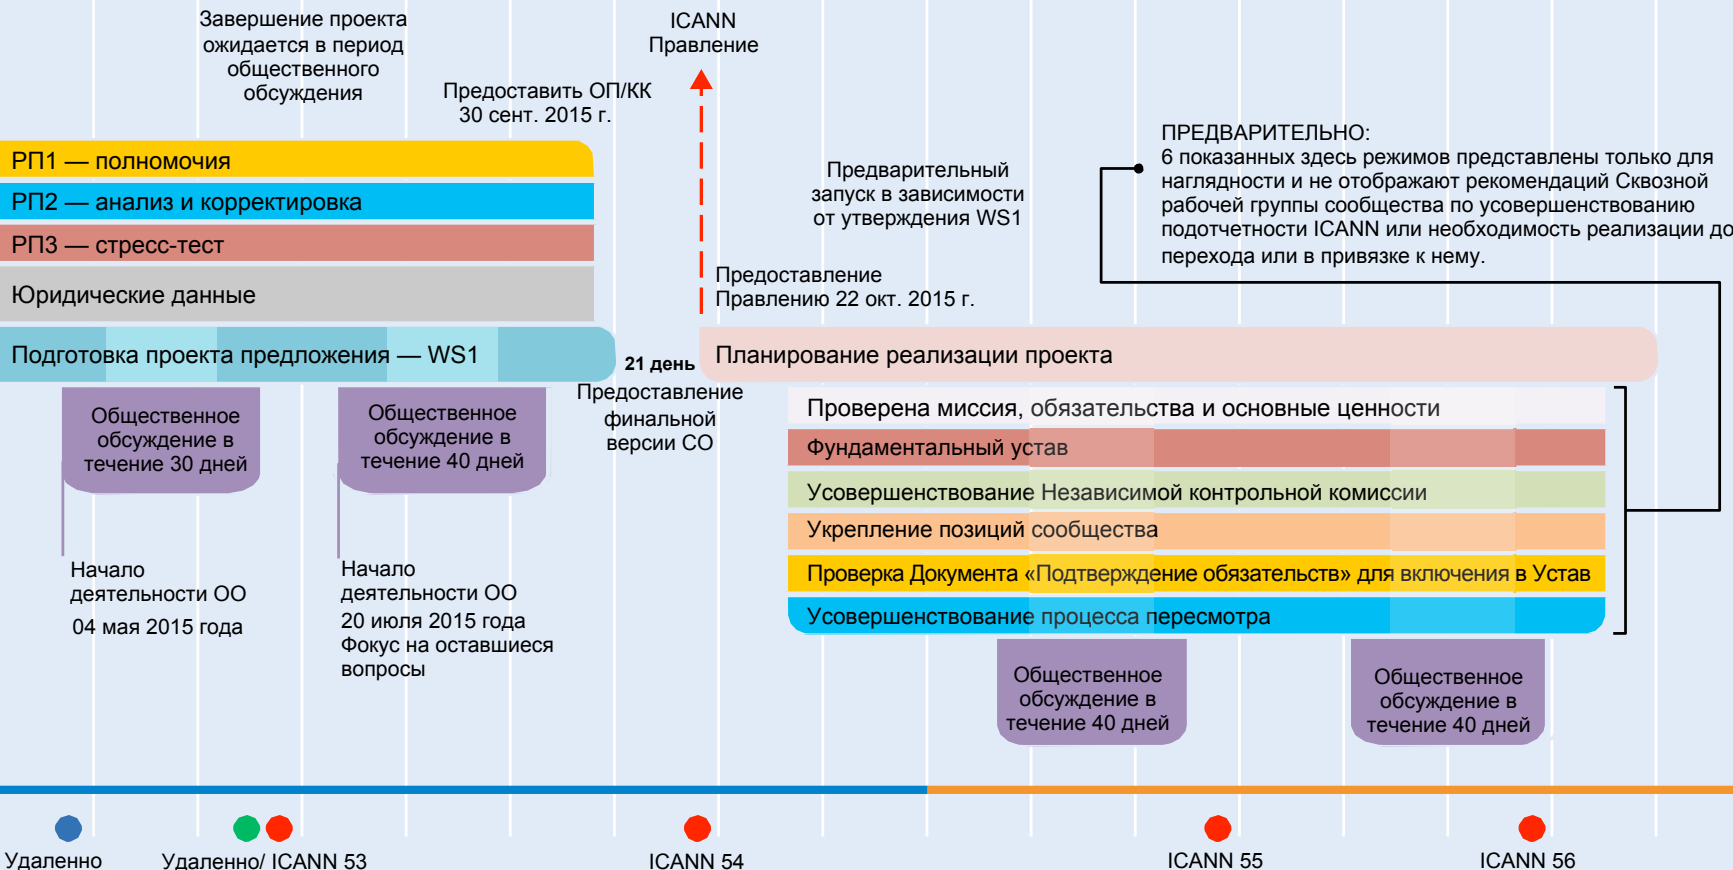 Завершение проекта
ожидается в период
общественного
обсуждения
ICANN
Правление
Предоставить ОП/КК
30 сент. 2015 г.
РП1 — полномочия
РП2 — анализ и корректировка
РП3 — стресс-тест
Юридические данные
Подготовка проекта предложения — WS1
Предварительный
запуск в зависимости
от утверждения WS1
ПРЕДВАРИТЕЛЬНО:
6 показанных здесь режимов представлены только для
наглядности и не отображают рекомендаций Сквозной
рабочей группы сообщества по усовершенствованию
подотчетности ICANN или необходимость реализации до
перехода или в привязке к нему.
Предоставление
Правлению 22 окт. 2015 г.
21 день
Предоставление
финальной
версии СО
Планирование реализации проекта
Общественное
обсуждение в
течение 30 дней
Общественное
обсуждение в
течение 40 дней
Начало
деятельности ОО
04 мая 2015 года
Начало
деятельности ОО
20 июля 2015 года
Фокус на оставшиеся
вопросы
Проверена миссия, обязательства и основные ценности
Фундаментальный устав
Усовершенствование Независимой контрольной комиссии
Укрепление позиций сообщества
Проверка Документа «Подтверждение обязательств» для включения в Устав
Усовершенствование процесса пересмотра
Общественное
обсуждение в
течение 40 дней
Общественное
обсуждение в
течение 40 дней
Удаленно
Удаленно/ ICANN 53
ICANN 54
ICANN 55
ICANN 56